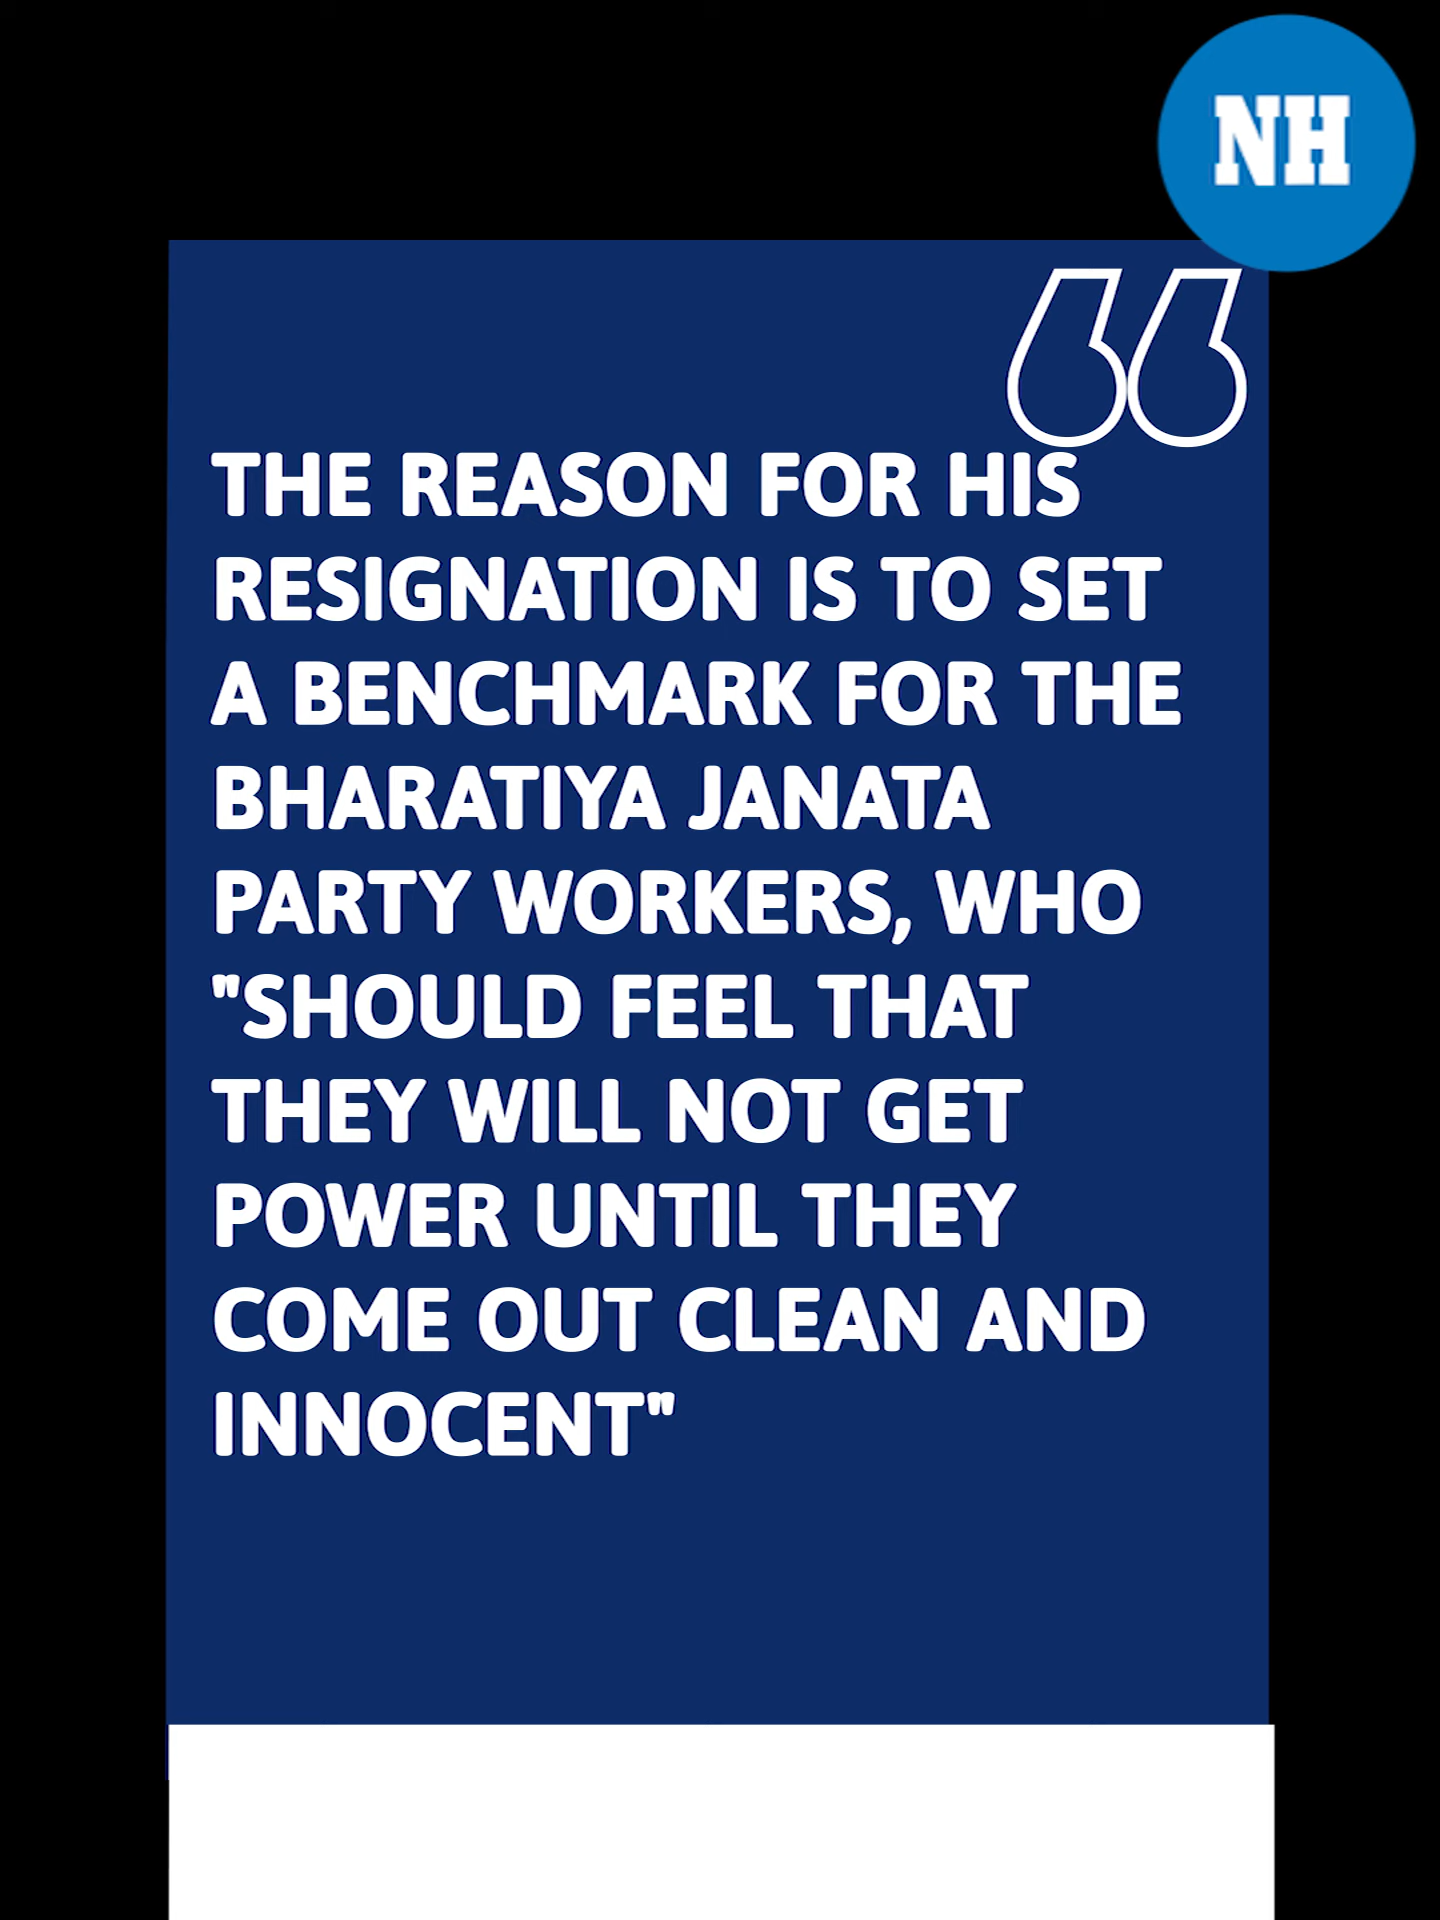 NH
THE REASON FOR HIS
RESIGNATION IS TO SET
A BENCHMARK FOR THE
BHARATIYA JANATA
PARTY WORKERS, WHO
"SHOULD FEEL THAT
THEY WILL NOT GET
POWER UNTIL THEY
COME OUT CLEAN AND
INNOCENT"